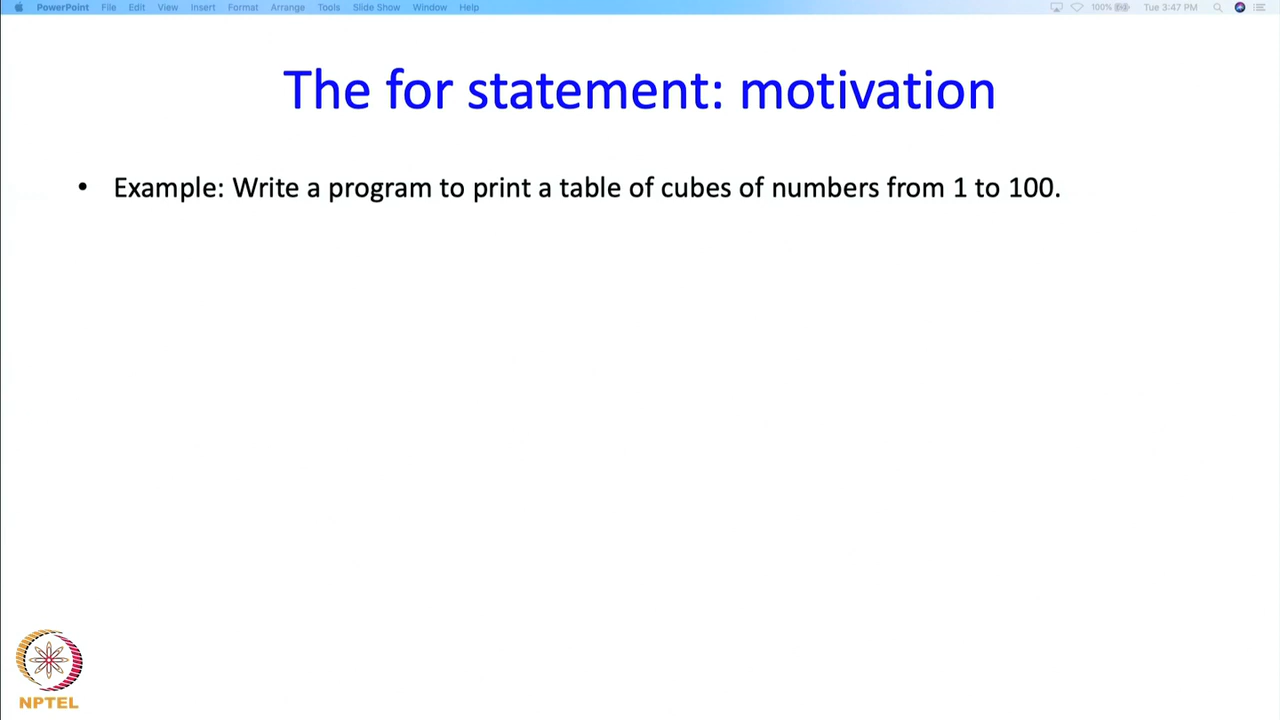 PowerPoint File Edit View Insert Format Arrange Tools Slide Show Window Help 100% Tue 3:47 PM
The for statement: motivation
• Example: Write a program to print a table of cubes of numbers from 1 to 100.
NPTEL